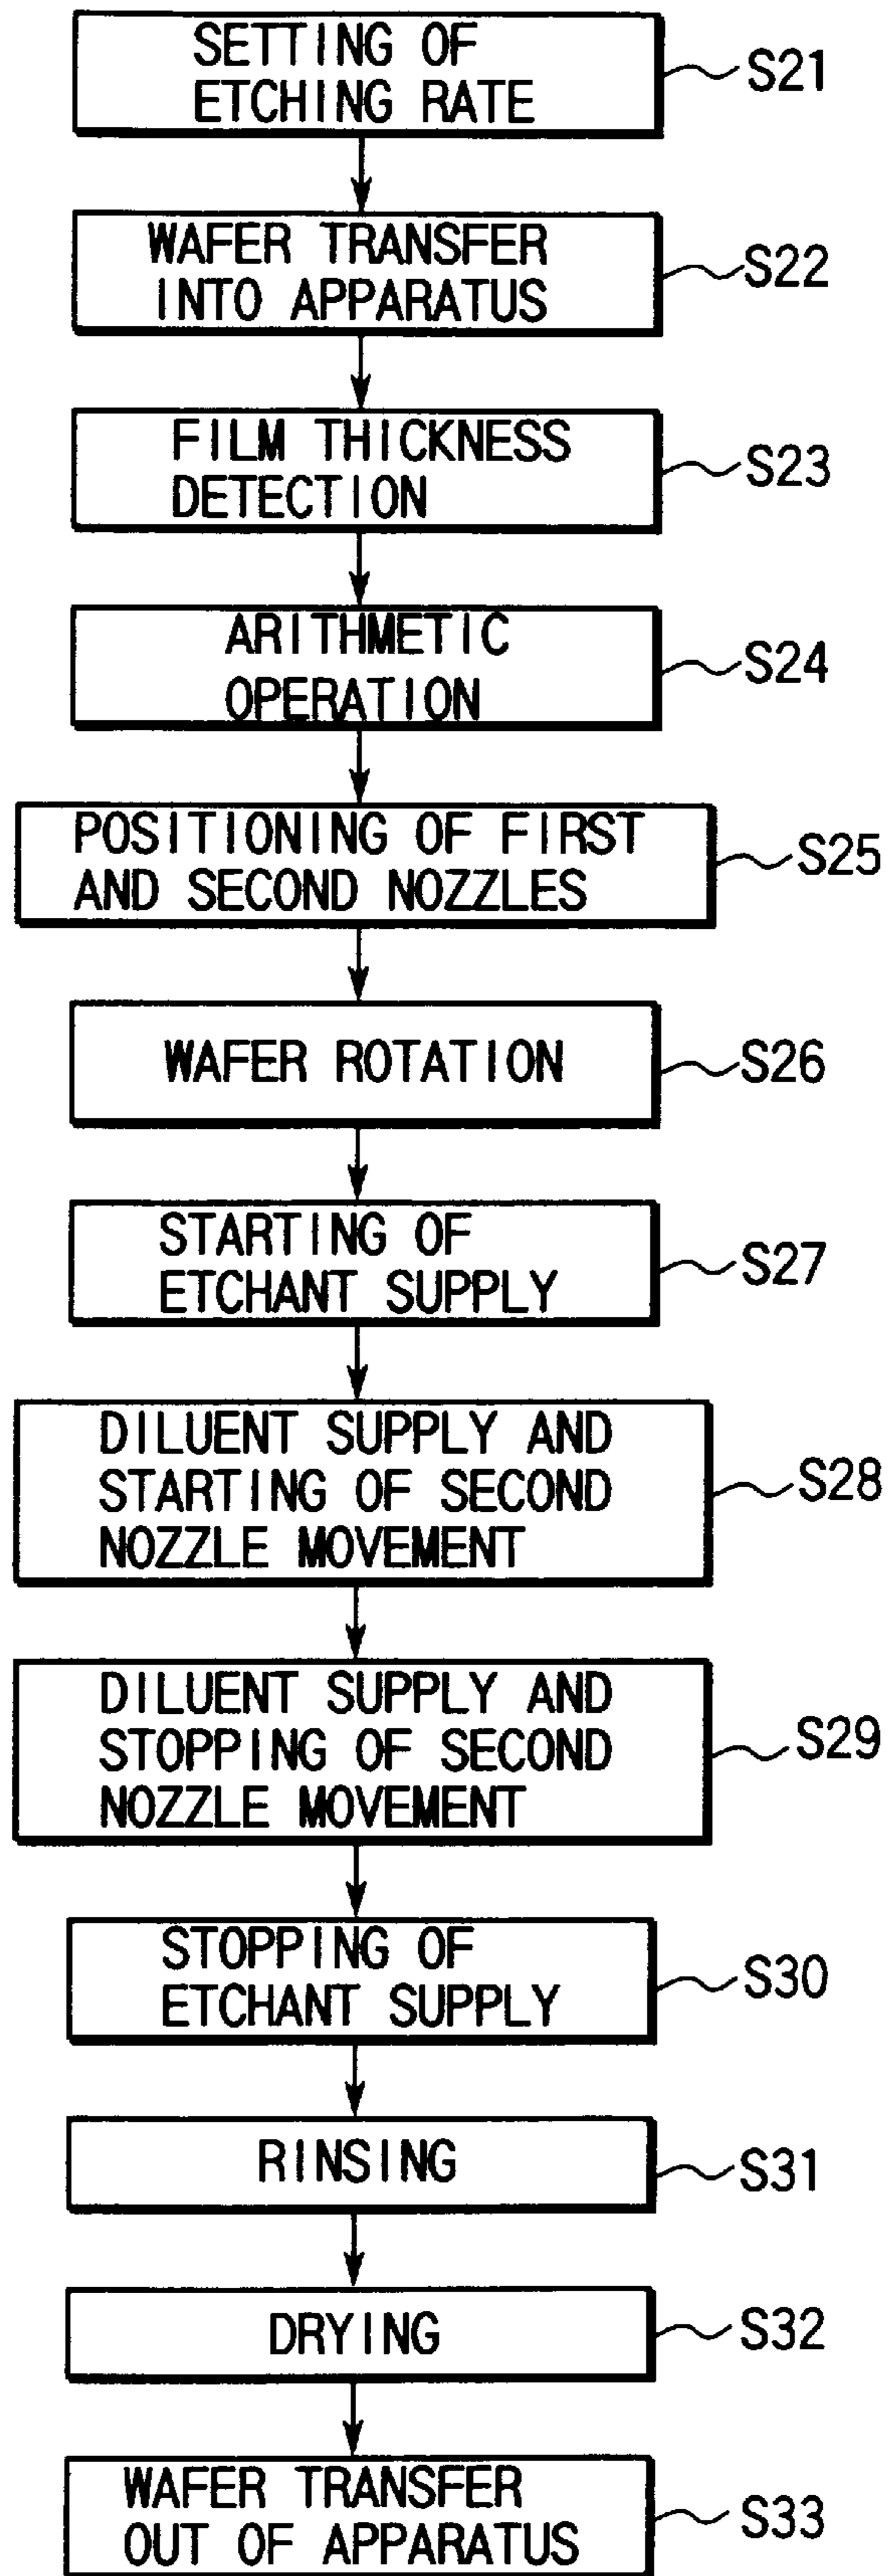 SETTING OF
ETCHING RATE
S21
WAFER TRANSFER
INTO APPARATUS
S22
FILM THICKNESS
DETECTION
S23
ARITHMETIC
OPERATION
S24
POSITIONING OF FIRST
AND SECOND NOZZLES
S25
WAFER ROTATION
S26
STARTING OF
ETCHANT SUPPLY
S27
DILUENT SUPPLY AND
STARTING OF SECOND
NOZZLE MOVEMENT
S28
DILUENT SUPPLY AND
STOPPING OF SECOND
NOZZLE MOVEMENT
S29
STOPPING OF
ETCHANT SUPPLY
S30
RINSING
S31
DRYING
S32
WAFER TRANSFER
OUT OF APPARATUS
S33